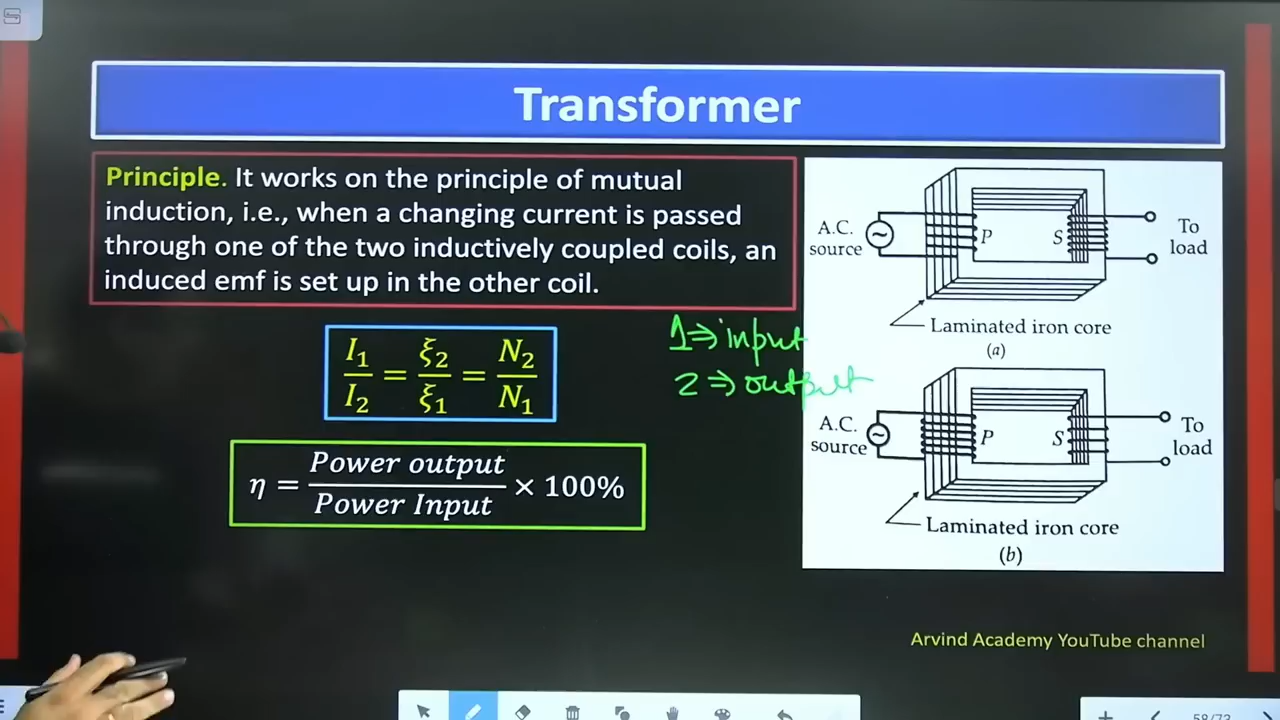 Transformer
Principle. It works on the principle of mutual
induction, i.e., when a changing current is passed
through one of the two inductively coupled coils, an
induced emf is set up in the other coil.
I₁/I₂ = ξ₂/ξ₁ = N₂/N₁
η = Power output/Power Input × 100%
1⇒input
2⇒output
A.C.
source
P
S
To
load
Laminated iron core
(a)
A.C.
source
P
S
To
load
Laminated iron core
(b)
Arvind Academy YouTube channel
58/73